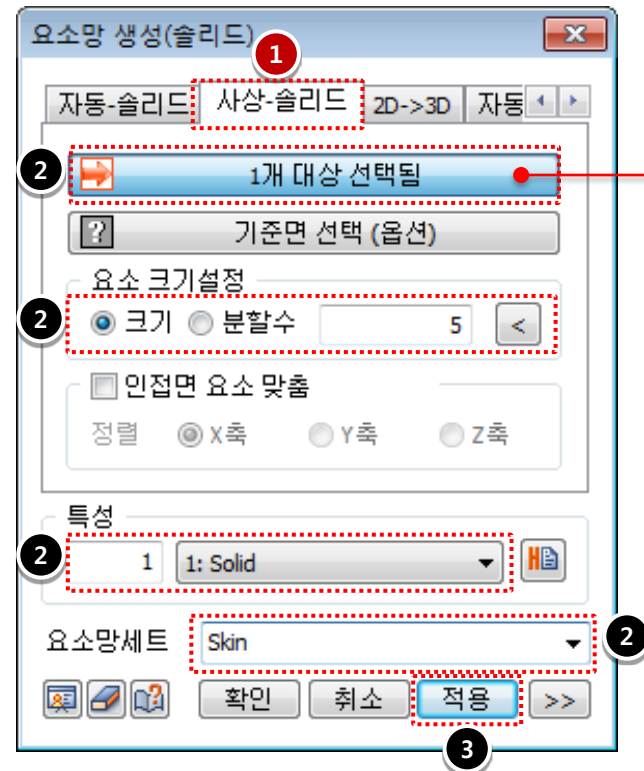 요소망 생성(솔리드)
1
자동-솔리드 사상-솔리드 2D->3D 자동
2 1개 대상 선택됨
? 기준면 선택 (옵션)
요소 크기설정
2 크기 분할수 5 <
인접면 요소 맞춤
정렬 X축 Y축 Z축
특성
2 1 1: Solid H
요소망세트 Skin 2
확인 취소 적용 >>
3